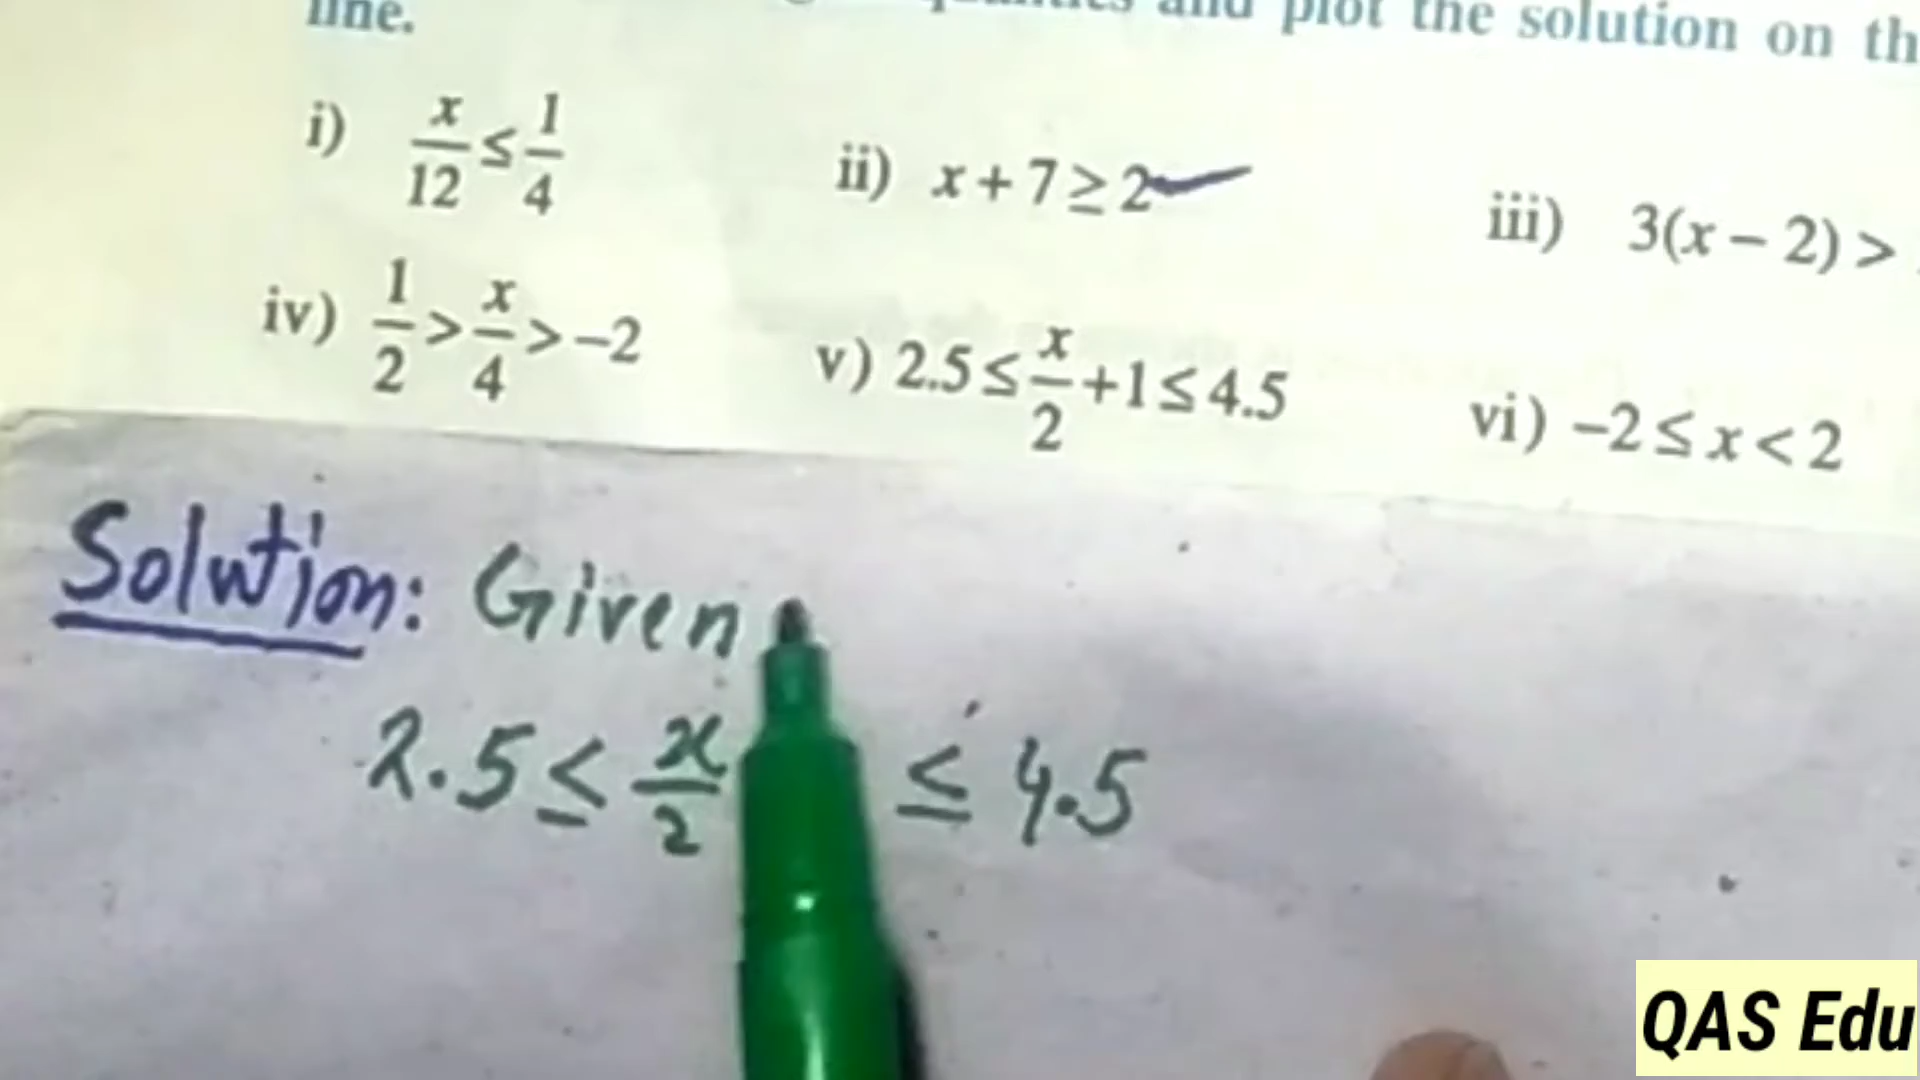 line. and plot the solution on th
i) x/12 ≤ 1/4 ii) x + 7 ≥ 2 iii) 3(x − 2) >
iv) 1/2 > x/4 > −2 v) 2.5 ≤ x/2 + 1 ≤ 4.5 vi) −2 ≤ x < 2
Solution: Given
2.5 ≤ x/2 ≤ 4.5
QAS Edu